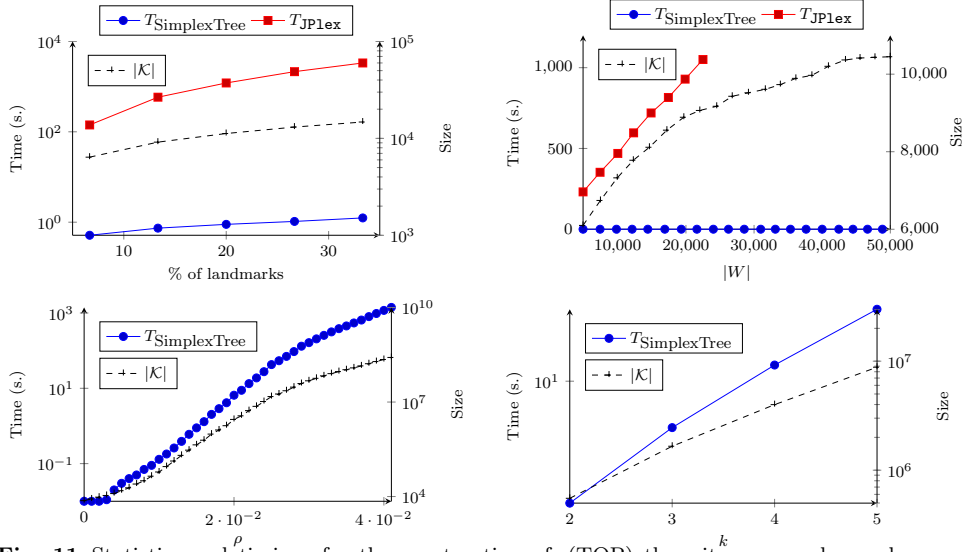 T_SimplexTree T_JPlex
|K|
10^4
10^2
10^0
10^5
10^4
10^3
10 20 30
Time (s.)
Size
% of landmarks
T_SimplexTree T_JPlex
|K|
1,000
500
0
10,000
8,000
6,000
10,000 20,000 30,000 40,000 50,000
Time (s.)
Size
|W|
T_SimplexTree
|K|
10^3
10^1
10^−1
10^10
10^7
10^4
0 2 · 10^−2 4 · 10^−2
Time (s.)
Size
ρ
T_SimplexTree
|K|
10^1
10^7
10^6
2 3 4 5
Time (s.)
Size
k